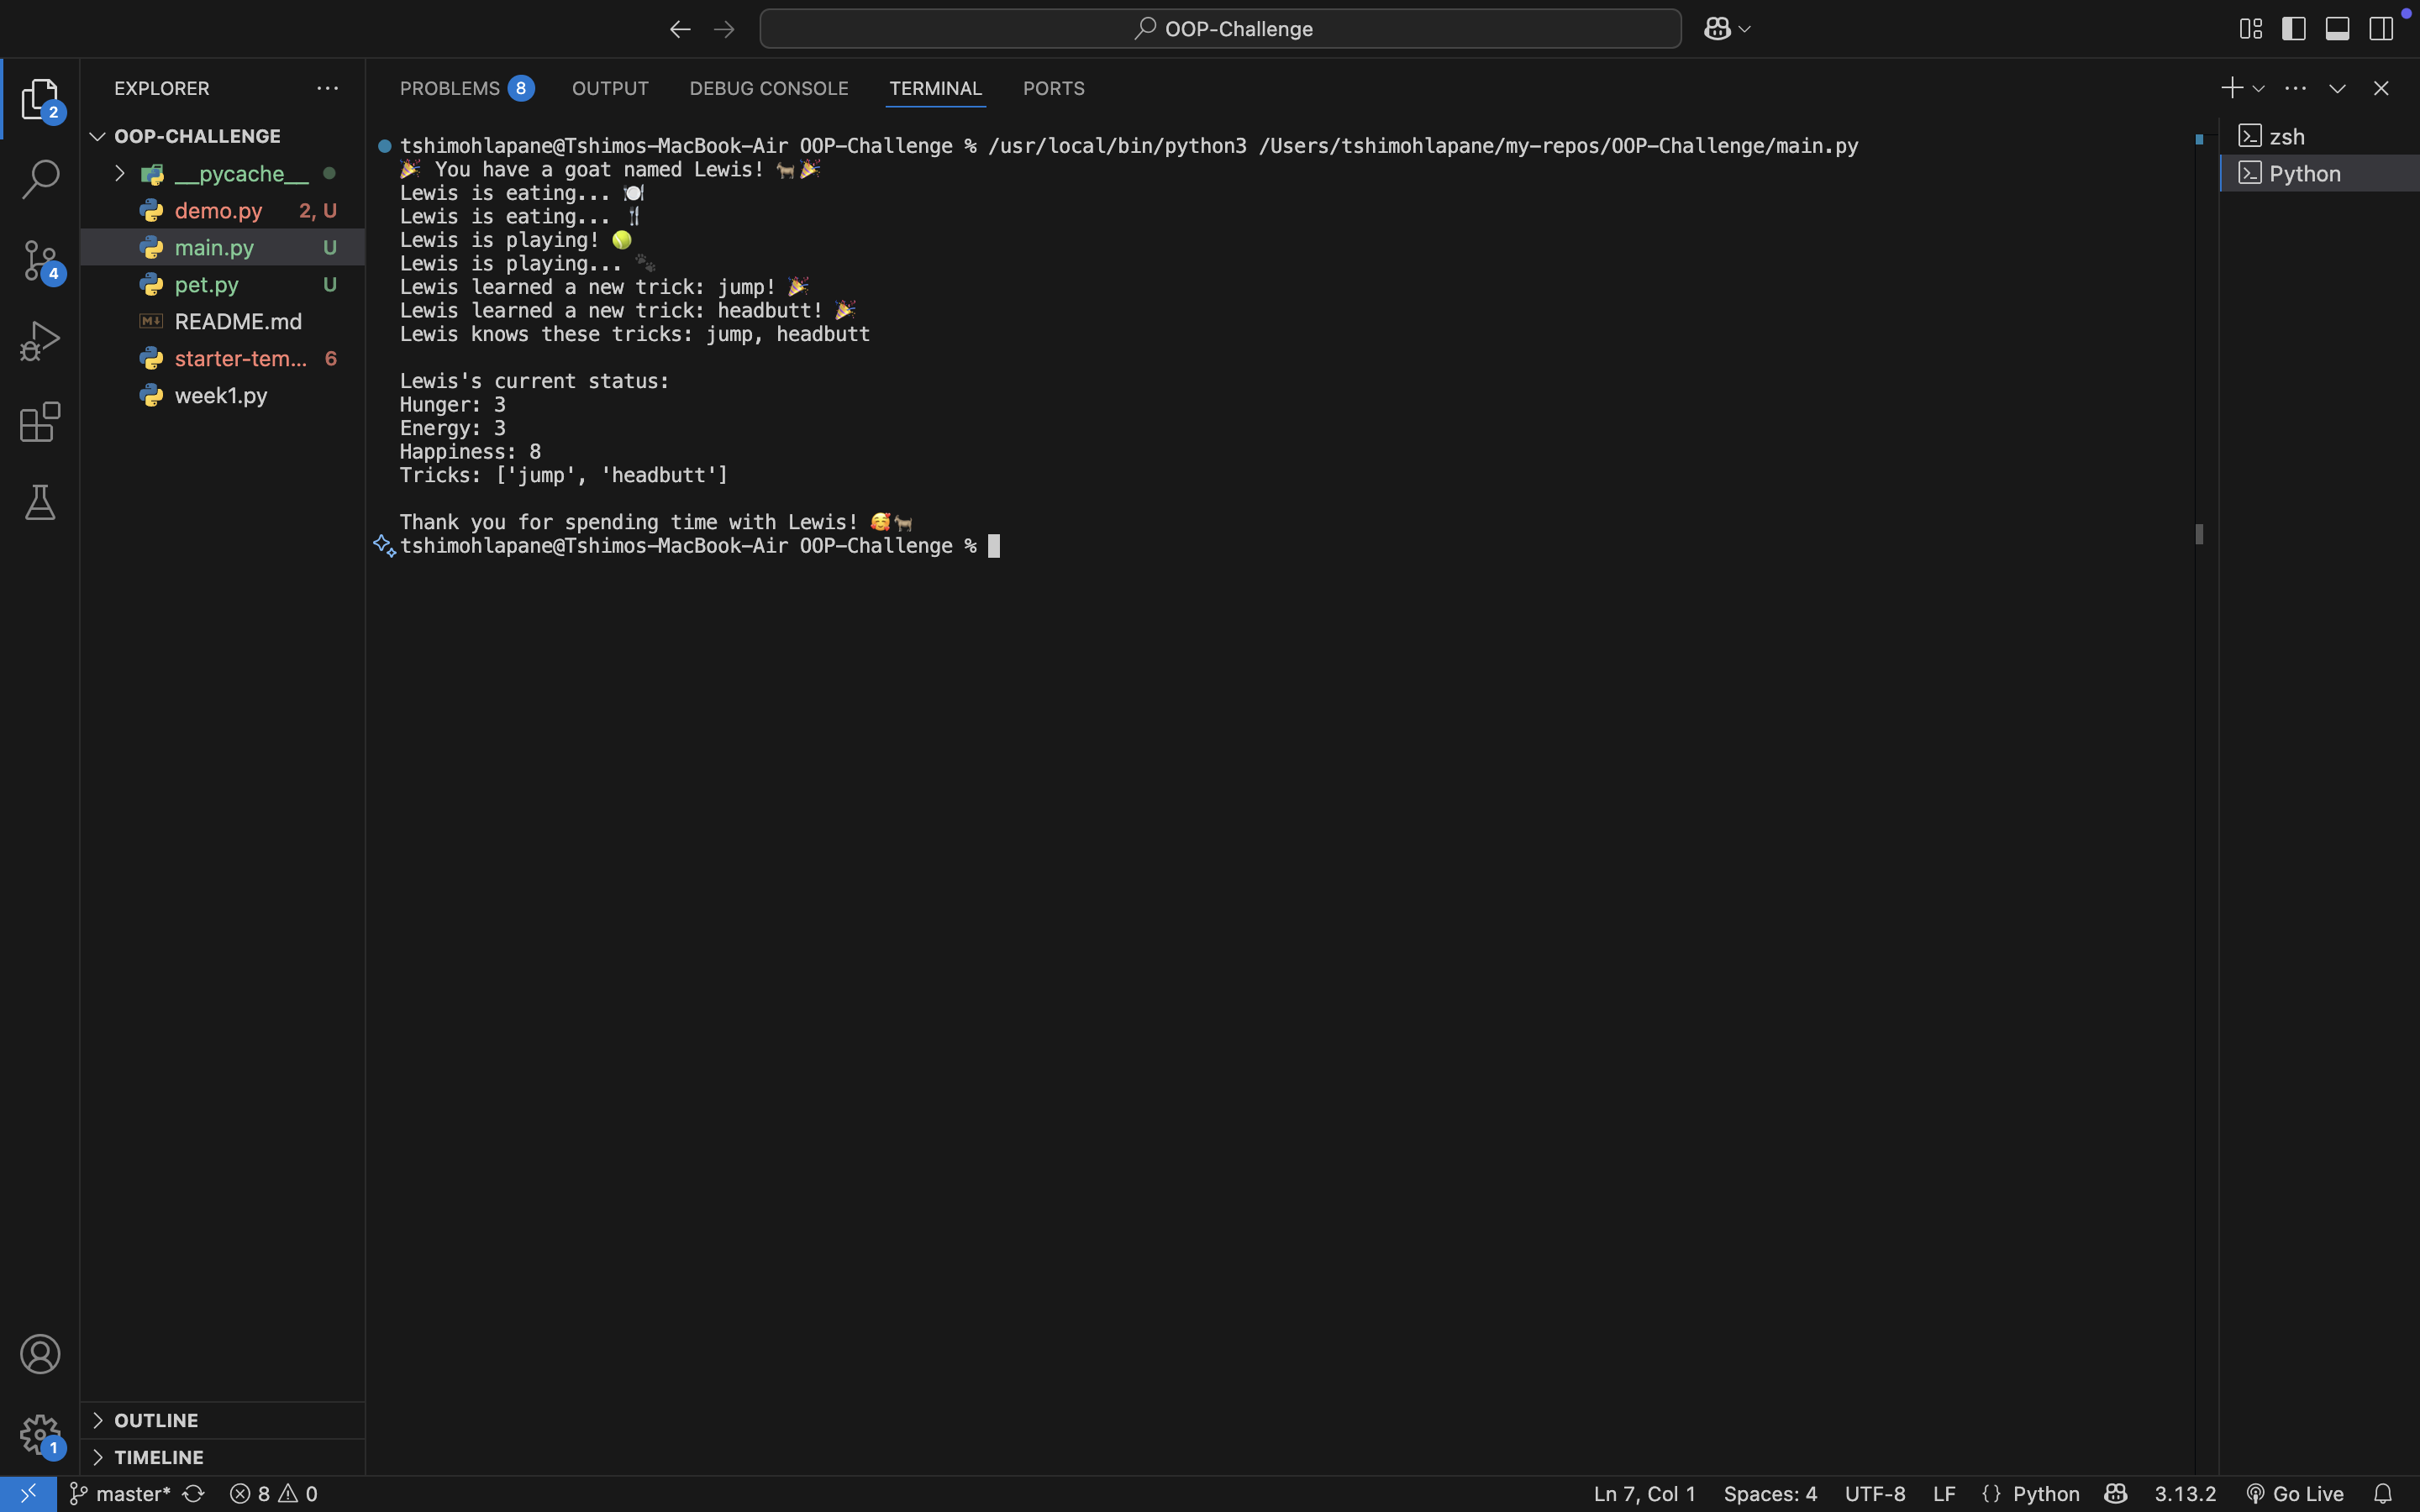 OOP-Challenge
EXPLORER
OOP-CHALLENGE
__pycache__
demo.py 2, U
main.py U
pet.py U
README.md
starter-tem... 6
week1.py
OUTLINE
TIMELINE
2
4
1
PROBLEMS 8 OUTPUT DEBUG CONSOLE TERMINAL PORTS
tshimohlapane@Tshimos-MacBook-Air OOP-Challenge % /usr/local/bin/python3 /Users/tshimohlapane/my-repos/OOP-Challenge/main.py
🎉 You have a goat named Lewis! 🐐🎉
Lewis is eating... 🍽️
Lewis is eating... 🍴
Lewis is playing! 🎾
Lewis is playing... 🐾
Lewis learned a new trick: jump! 🎉
Lewis learned a new trick: headbutt! 🎉
Lewis knows these tricks: jump, headbutt
Lewis's current status:
Hunger: 3
Energy: 3
Happiness: 8
Tricks: ['jump', 'headbutt']
Thank you for spending time with Lewis! 🥰🐐
tshimohlapane@Tshimos-MacBook-Air OOP-Challenge %
zsh
Python
master* 8 0
Ln 7, Col 1 Spaces: 4 UTF-8 LF {} Python 3.13.2 Go Live